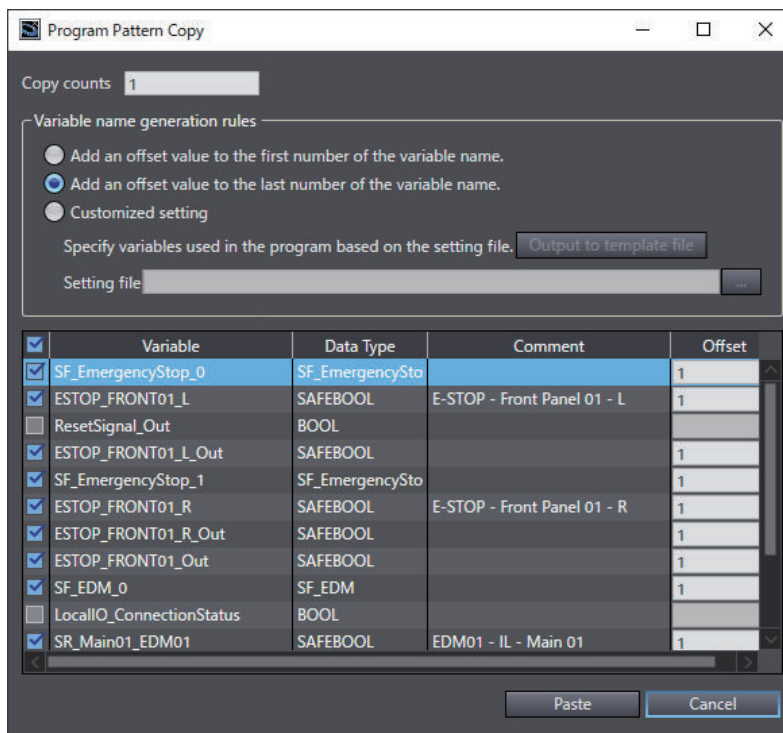 Program Pattern Copy
Copy counts 1
Variable name generation rules
Add an offset value to the first number of the variable name.
Add an offset value to the last number of the variable name.
Customized setting
Specify variables used in the program based on the setting file. Output to template file
Setting file ...
Variable Data Type Comment Offset
SF_EmergencyStop_0 SF_EmergencySto 1
ESTOP_FRONT01_L SAFEBOOL E-STOP - Front Panel 01 - L 1
ResetSignal_Out BOOL
ESTOP_FRONT01_L_Out SAFEBOOL 1
SF_EmergencyStop_1 SF_EmergencySto 1
ESTOP_FRONT01_R SAFEBOOL E-STOP - Front Panel 01 - R 1
ESTOP_FRONT01_R_Out SAFEBOOL 1
ESTOP_FRONT01_Out SAFEBOOL 1
SF_EDM_0 SF_EDM 1
LocalIO_ConnectionStatus BOOL
SR_Main01_EDM01 SAFEBOOL EDM01 - IL - Main 01 1
Paste Cancel